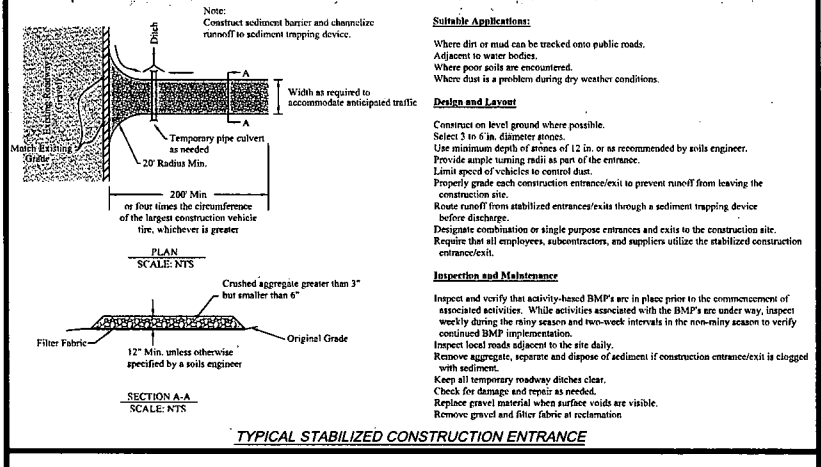 Note:
Construct sediment barrier and channelize
runnoff to sediment trapping device.
Ditch
A
A
Existing Roadway
(Gravel)
Width as required to
accommodate anticipated traffic
Match Existing
Grade
Temporary pipe culvert
as needed
20' Radius Min.
200' Min
or four times the circumference
of the largest construction vehicle
tire, whichever is greater
PLAN
SCALE: NTS
Crushed aggregate greater than 3"
but smaller than 6"
Filter Fabric
Original Grade
12" Min. unless otherwise
specified by a soils engineer
SECTION A-A
SCALE: NTS
Suitable Applications:
Where dirt or mud can be tracked onto public roads.
Adjacent to water bodies.
Where poor soils are encountered.
Where dust is a problem during dry weather conditions.
Design and Layout
Construct on level ground where possible.
Select 3 to 6 in. diameter stones.
Use minimum depth of stones of 12 in. or as recommended by soils engineer.
Provide ample turning radii as part of the entrance.
Limit speed of vehicles to control dust.
Properly grade each construction entrance/exit to prevent runoff from leaving the
construction site.
Route runoff from stabilized entrances/exits through a sediment trapping device
before discharge.
Designate combination or single purpose entrances and exits to the construction site.
Require that all employees, subcontractors, and suppliers utilize the stabilized construction
entrance/exit.
Inspection and Maintenance
Inspect and verify that activity-based BMP's are in place prior to the commencement of
associated activities. While activities associated with the BMP's are under way, inspect
weekly during the rainy season and two-week intervals in the non-rainy season to verify
continued BMP implementation.
Inspect local roads adjacent to the site daily.
Remove aggregate, separate and dispose of sediment if construction entrance/exit is clogged
with sediment.
Keep all temporary roadway ditches clear.
Check for damage and repair as needed.
Replace gravel material when surface voids are visible.
Remove gravel and filter fabric at reclamation
TYPICAL STABILIZED CONSTRUCTION ENTRANCE